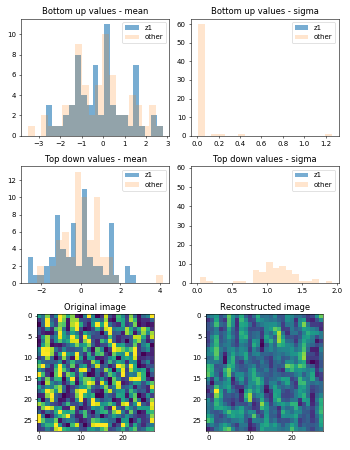 Bottom up values - mean
Bottom up values - sigma
z1
other
z1
other
10
8
6
4
2
0
−3 −2 −1 0 1 2 3
60
50
40
30
20
10
0
0.0 0.2 0.4 0.6 0.8 1.0 1.2
Top down values - mean
Top down values - sigma
z1
other
z1
other
12
10
8
6
4
2
0
−2 0 2 4
60
50
40
30
20
10
0
0.0 0.5 1.0 1.5 2.0
Original image
Reconstructed image
0
5
10
15
20
25
0 10 20
0
5
10
15
20
25
0 10 20